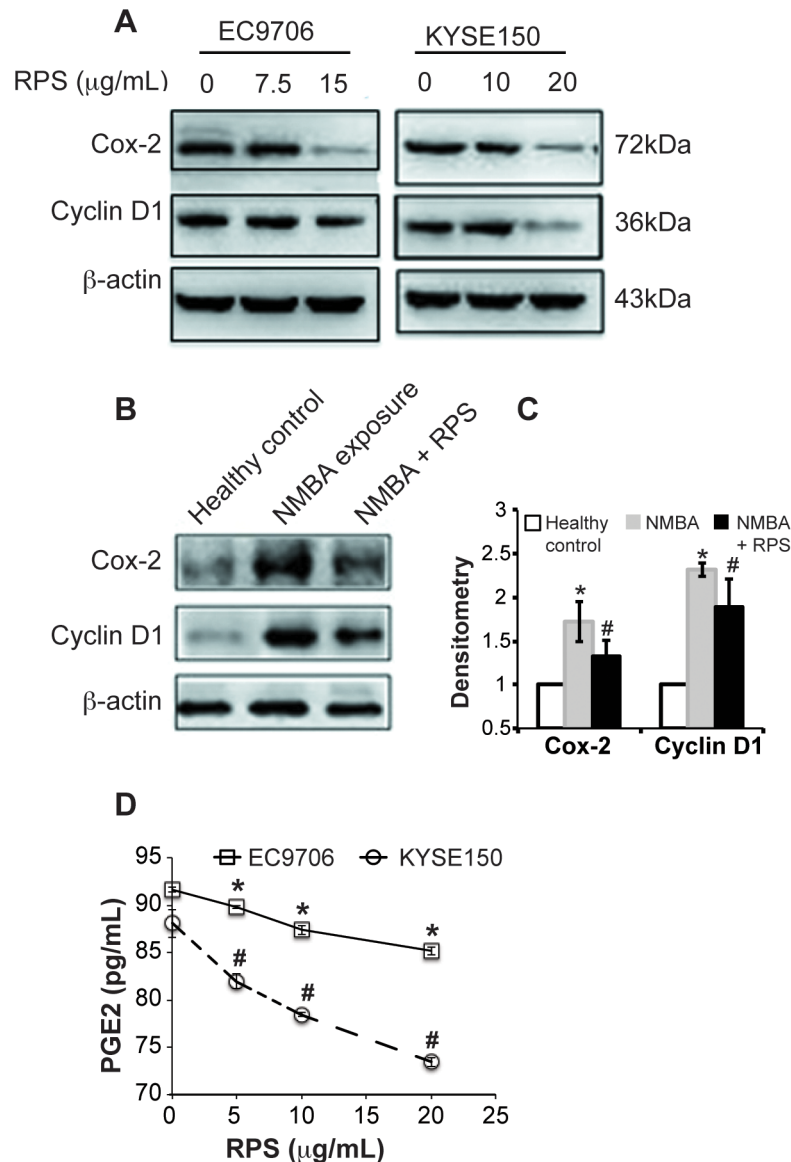 A
EC9706 KYSE150
RPS (μg/mL) 0 7.5 15 0 10 20
Cox-2 72kDa
Cyclin D1 36kDa
β-actin 43kDa
B
Healthy control
NMBA exposure
NMBA + RPS
Cox-2
Cyclin D1
β-actin
C
Healthy control NMBA NMBA + RPS
Densitometry
3
2.5
2
1.5
1
0.5
* # * #
Cox-2 Cyclin D1
D
EC9706 KYSE150
PGE2 (pg/mL)
95
90
85
80
75
70
* * *
# # #
0 5 10 15 20 25
RPS (μg/mL)